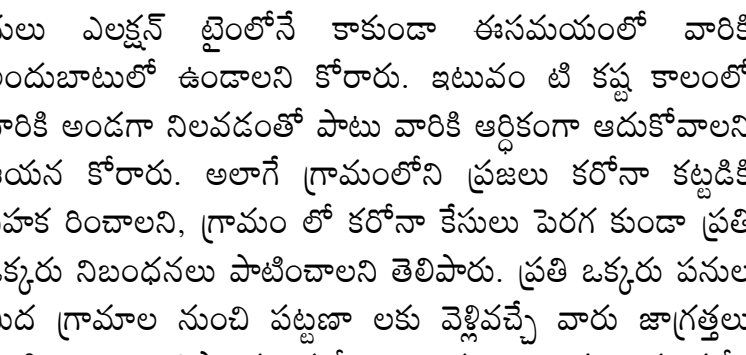 ఎలక్షన్ టైంలోనే కాకుండా ఈసమయంలో వారికి
అందుబాటులో ఉండాలని కోరారు. ఇటువం టి కష్ట కాలంలో
వారికి అండగా నిలవడంతో పాటు వారికి ఆర్ధికంగా ఆదుకోవాలని
ఆయన కోరారు. అలాగే గ్రామంలోని ప్రజలు కరోనా కట్టడికి
రించాలని, గ్రామం లో కరోనా కేసులు పెరగ కుండా ప్రతి
ఒక్కరు నిబంధనలు పాటించాలని తెలిపారు. ప్రతి ఒక్కరు పనుల
మీద గ్రామాల నుంచి పట్టణా లకు వెళ్లివచ్చే వారు జాగ్రత్తలు